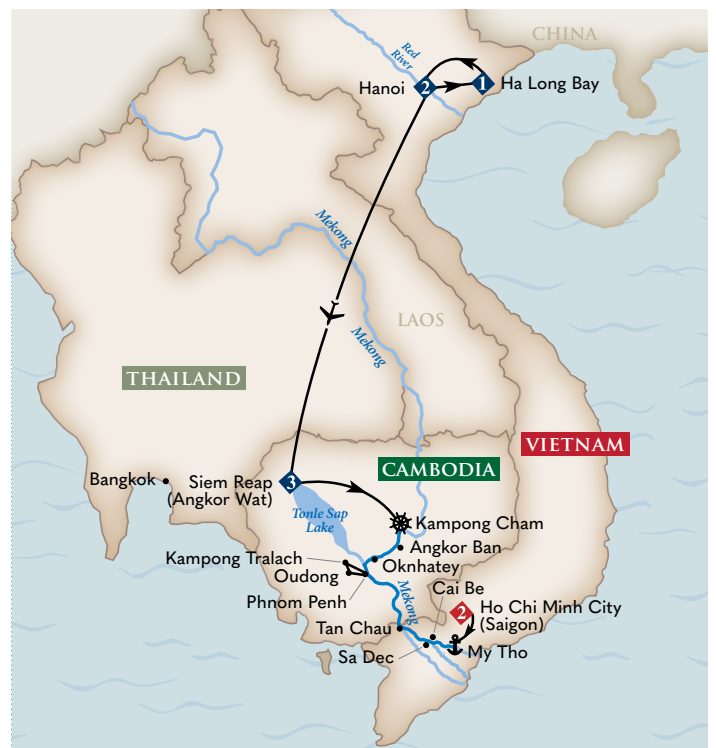 CHINA
Red
River
Hanoi
2
1
Ha Long Bay
Mekong
LAOS
Mekong
THAILAND
VIETNAM
CAMBODIA
Bangkok
Siem Reap
(Angkor Wat)
3
Tonle Sap
Lake
Kampong Cham
Angkor Ban
Oknhatey
Kampong Tralach
Oudong
Phnom Penh
Mekong
Cai Be
2
Ho Chi Minh City
(Saigon)
Tan Chau
Sa Dec
My Tho